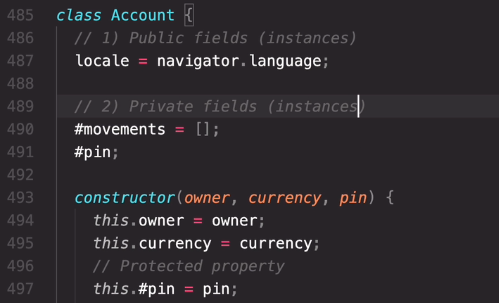 485 class Account {
486 // 1) Public fields (instances)
487 locale = navigator.language;
488
489 // 2) Private fields (instances)
490 #movements = [];
491 #pin;
492
493 constructor(owner, currency, pin) {
494 this.owner = owner;
495 this.currency = currency;
496 // Protected property
497 this.#pin = pin;